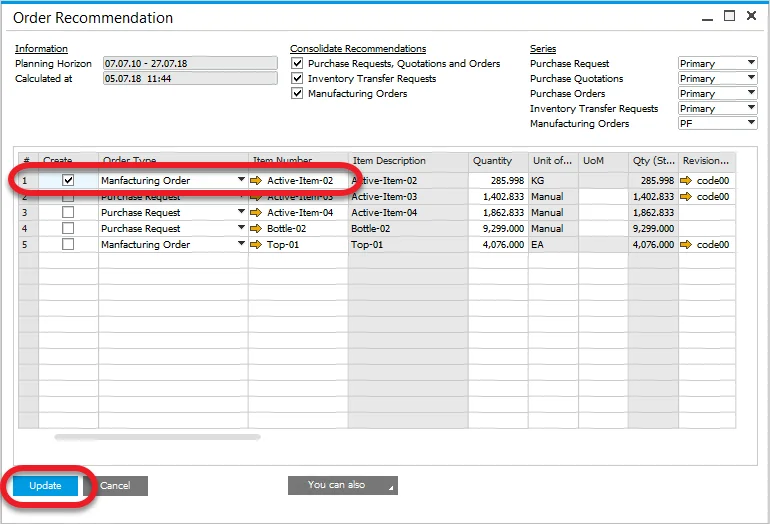 Order Recommendation
Information Consolidate Recommendations Series
Planning Horizon 07.07.10 - 27.07.18 Purchase Requests, Quotations and Orders Purchase Request Primary
Calculated at 05.07.18 11:44 Inventory Transfer Requests Purchase Quotations Primary
Manufacturing Orders Purchase Orders Primary
Inventory Transfer Requests Primary
Manufacturing Orders PF
# Create Order Type Item Number Item Description Quantity Unit of... UoM Qty (St... Revision...
1 Manfacturing Order Active-Item-02 Active-Item-02 285.998 KG 285.998 code00
2 Purchase Request Active-Item-03 Active-Item-03 1,402.833 Manual 1,402.833 code00
3 Purchase Request Active-Item-04 Active-Item-04 1,862.833 Manual 1,862.833
4 Purchase Request Bottle-02 Bottle-02 9,299.000 Manual 9,299.000
5 Manfacturing Order Top-01 Top-01 4,076.000 EA 4,076.000 code00
Update Cancel You can also